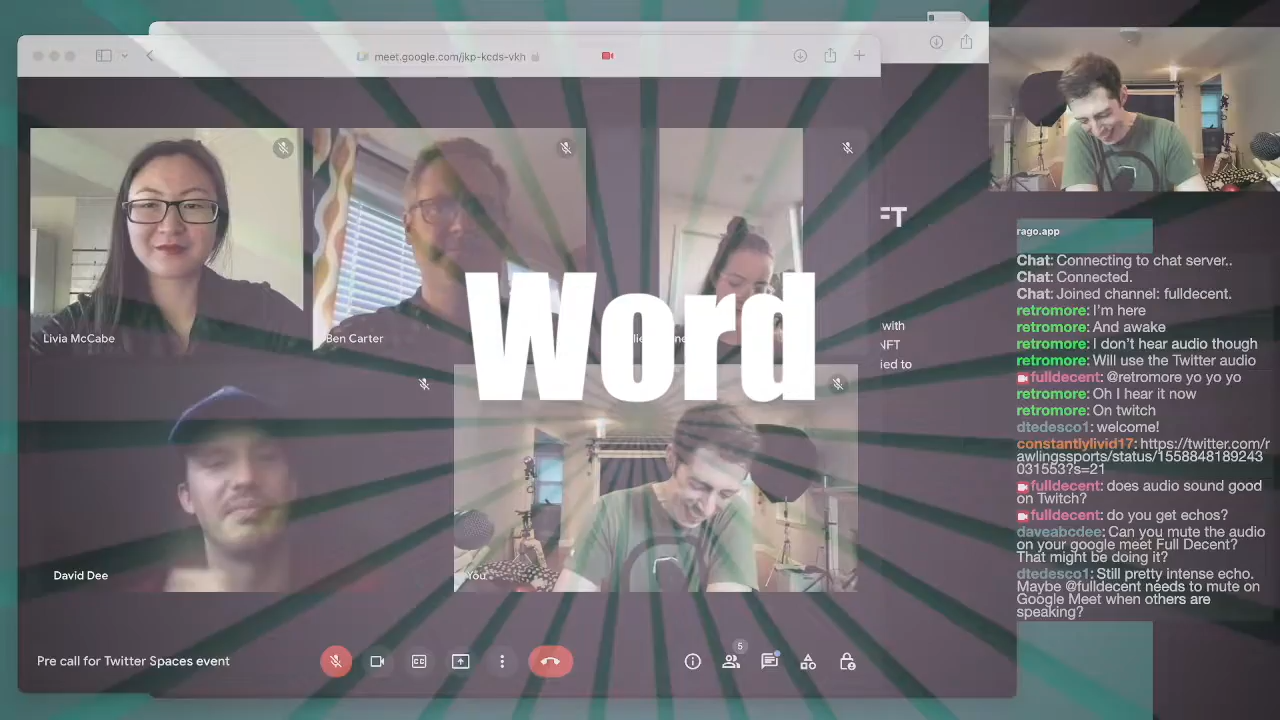 meet.google.com/jkp-kcds-vkh
FT
with
NFT
ied to
Word
Livia McCabe
Ben Carter
David Dee
You
Pre call for Twitter Spaces event
5
rago.app
Chat: Connecting to chat server..
Chat: Connected.
Chat: Joined channel: fulldecent.
retromore: I'm here
retromore: And awake
retromore: I don't hear audio though
retromore: Will use the Twitter audio
fulldecent: @retromore yo yo yo
retromore: Oh I hear it now
retromore: On twitch
dtedesco1: welcome!
constantlylivid17: https://twitter.com/r
awlingssports/status/1558848189243
031553?s=21
fulldecent: does audio sound good
on Twitch?
fulldecent: do you get echos?
daveabcdee: Can you mute the audio
on your google meet Full Decent?
That might be doing it?
dtedesco1: Still pretty intense echo.
Maybe @fulldecent needs to mute on
Google Meet when others are
speaking?